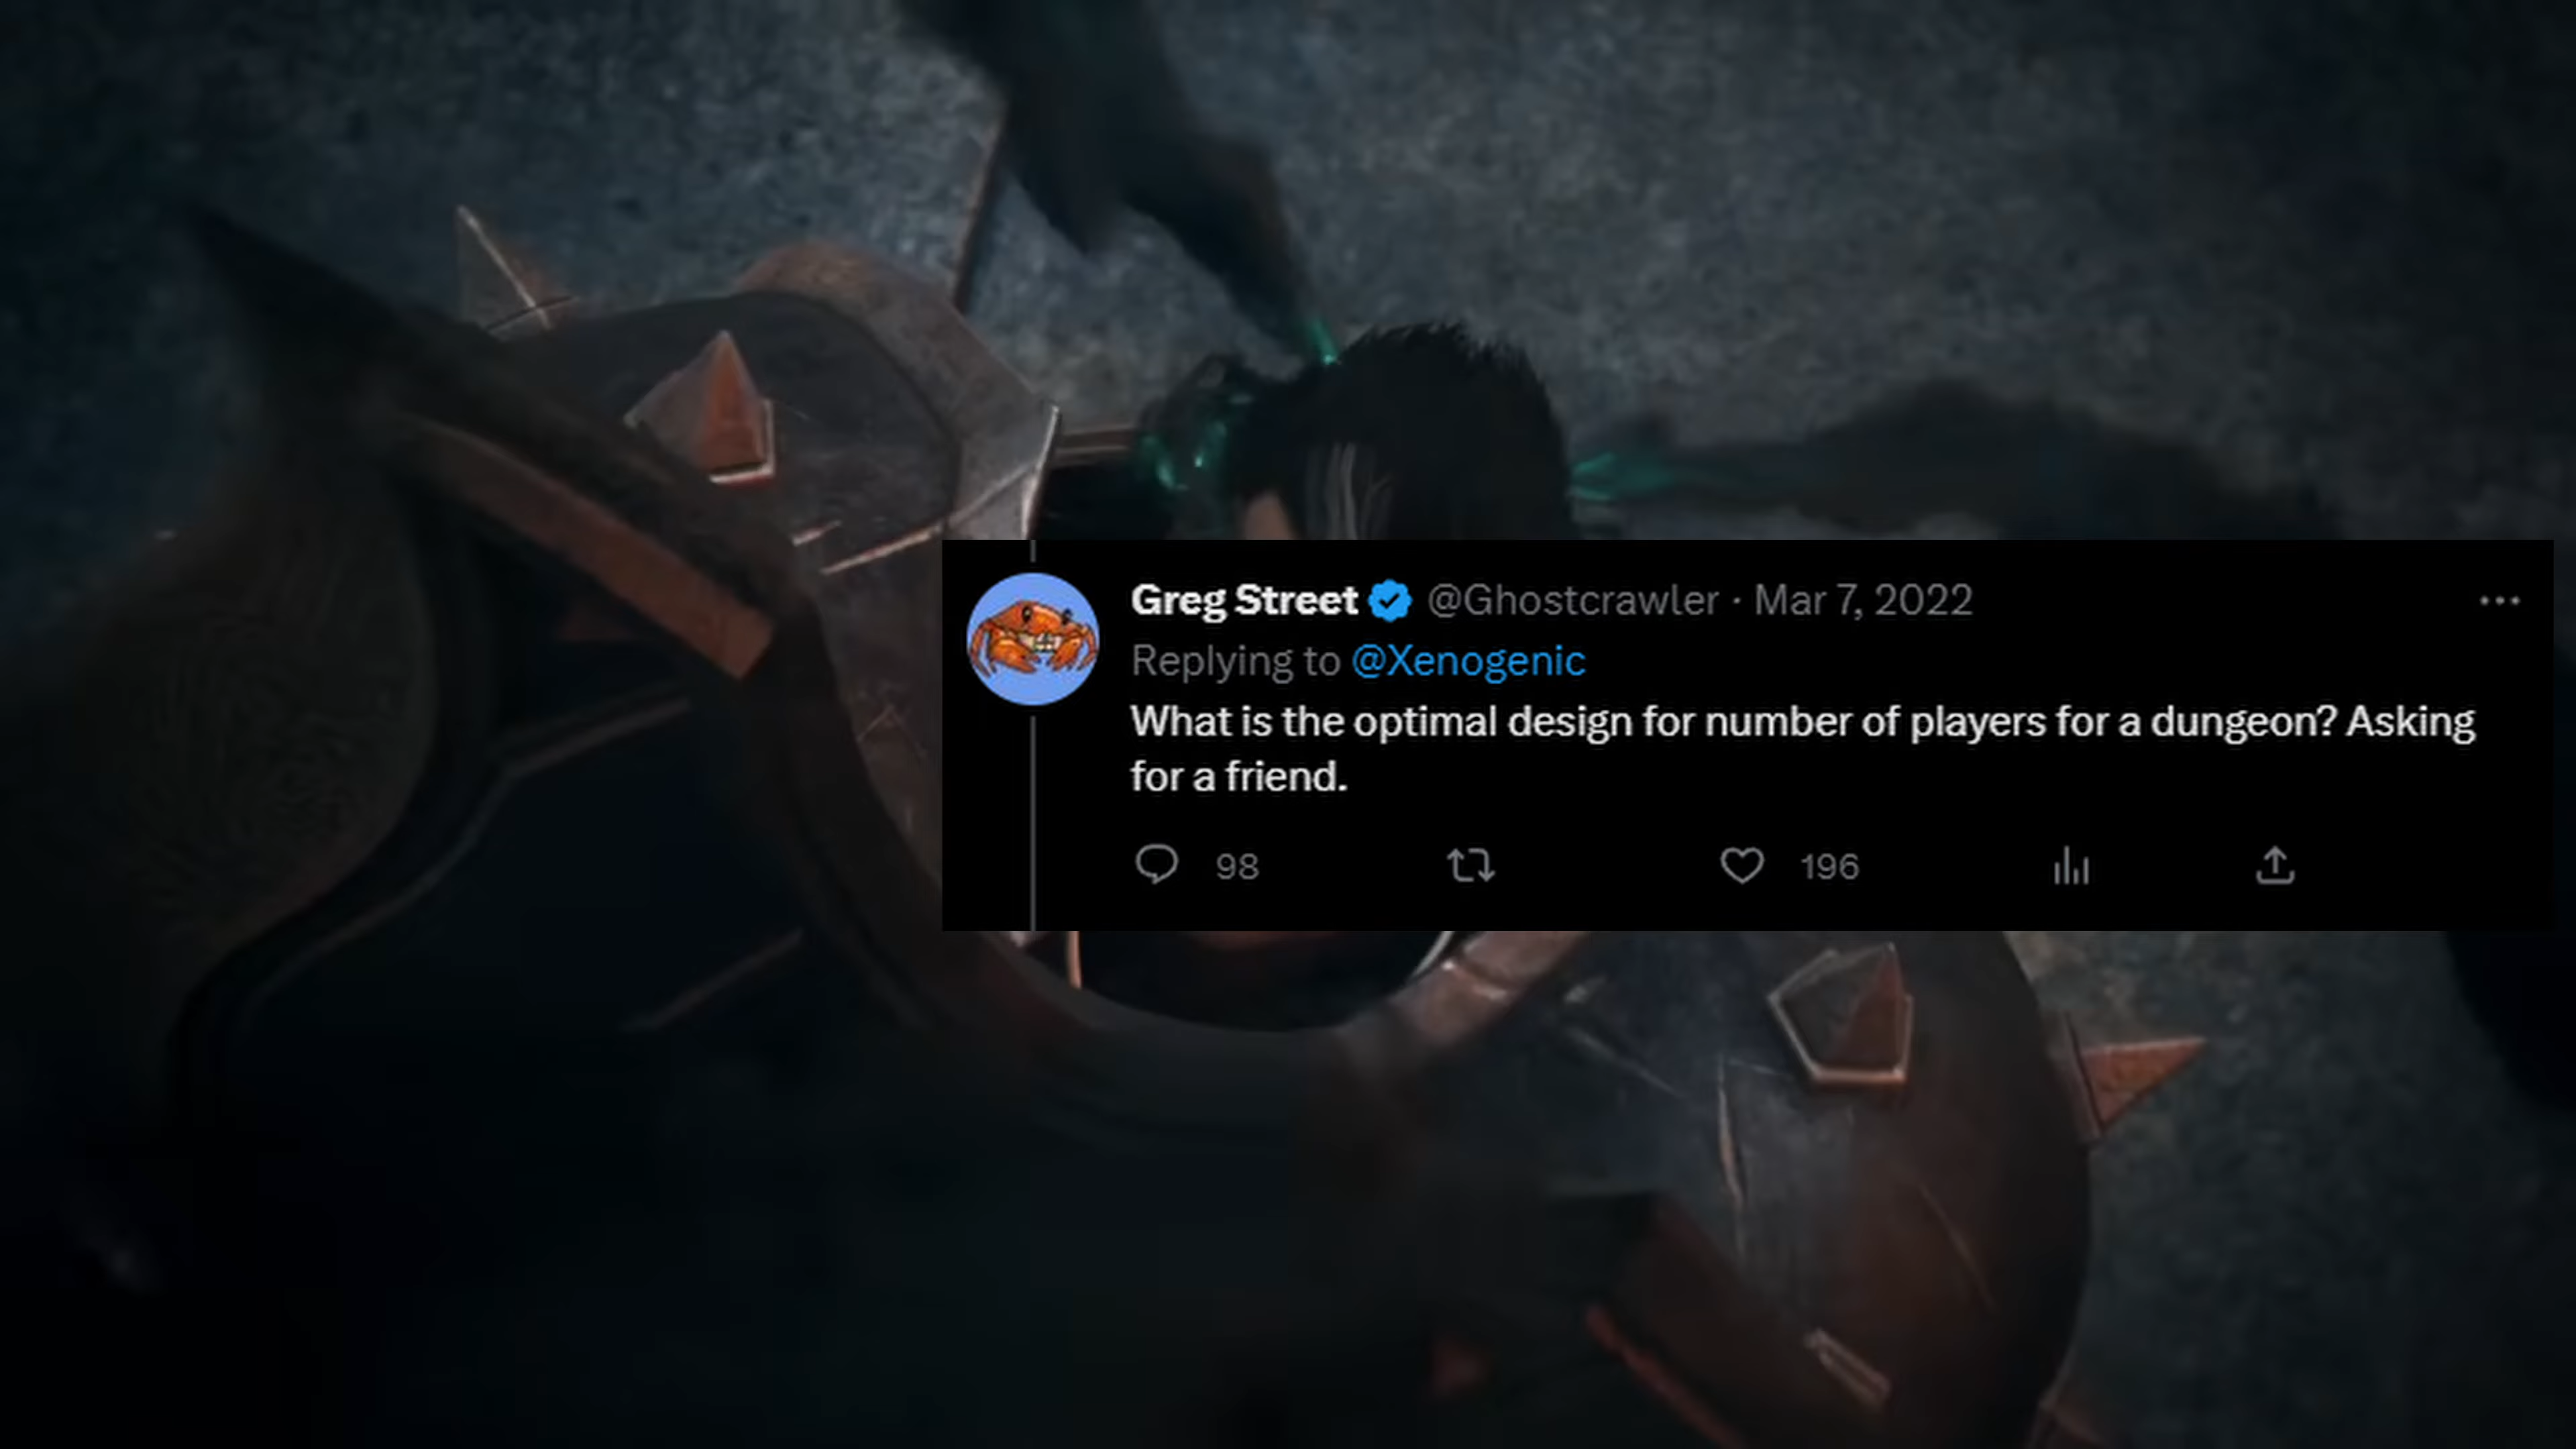 Greg Street @Ghostcrawler · Mar 7, 2022
Replying to @Xenogenic
What is the optimal design for number of players for a dungeon? Asking
for a friend.
98 196